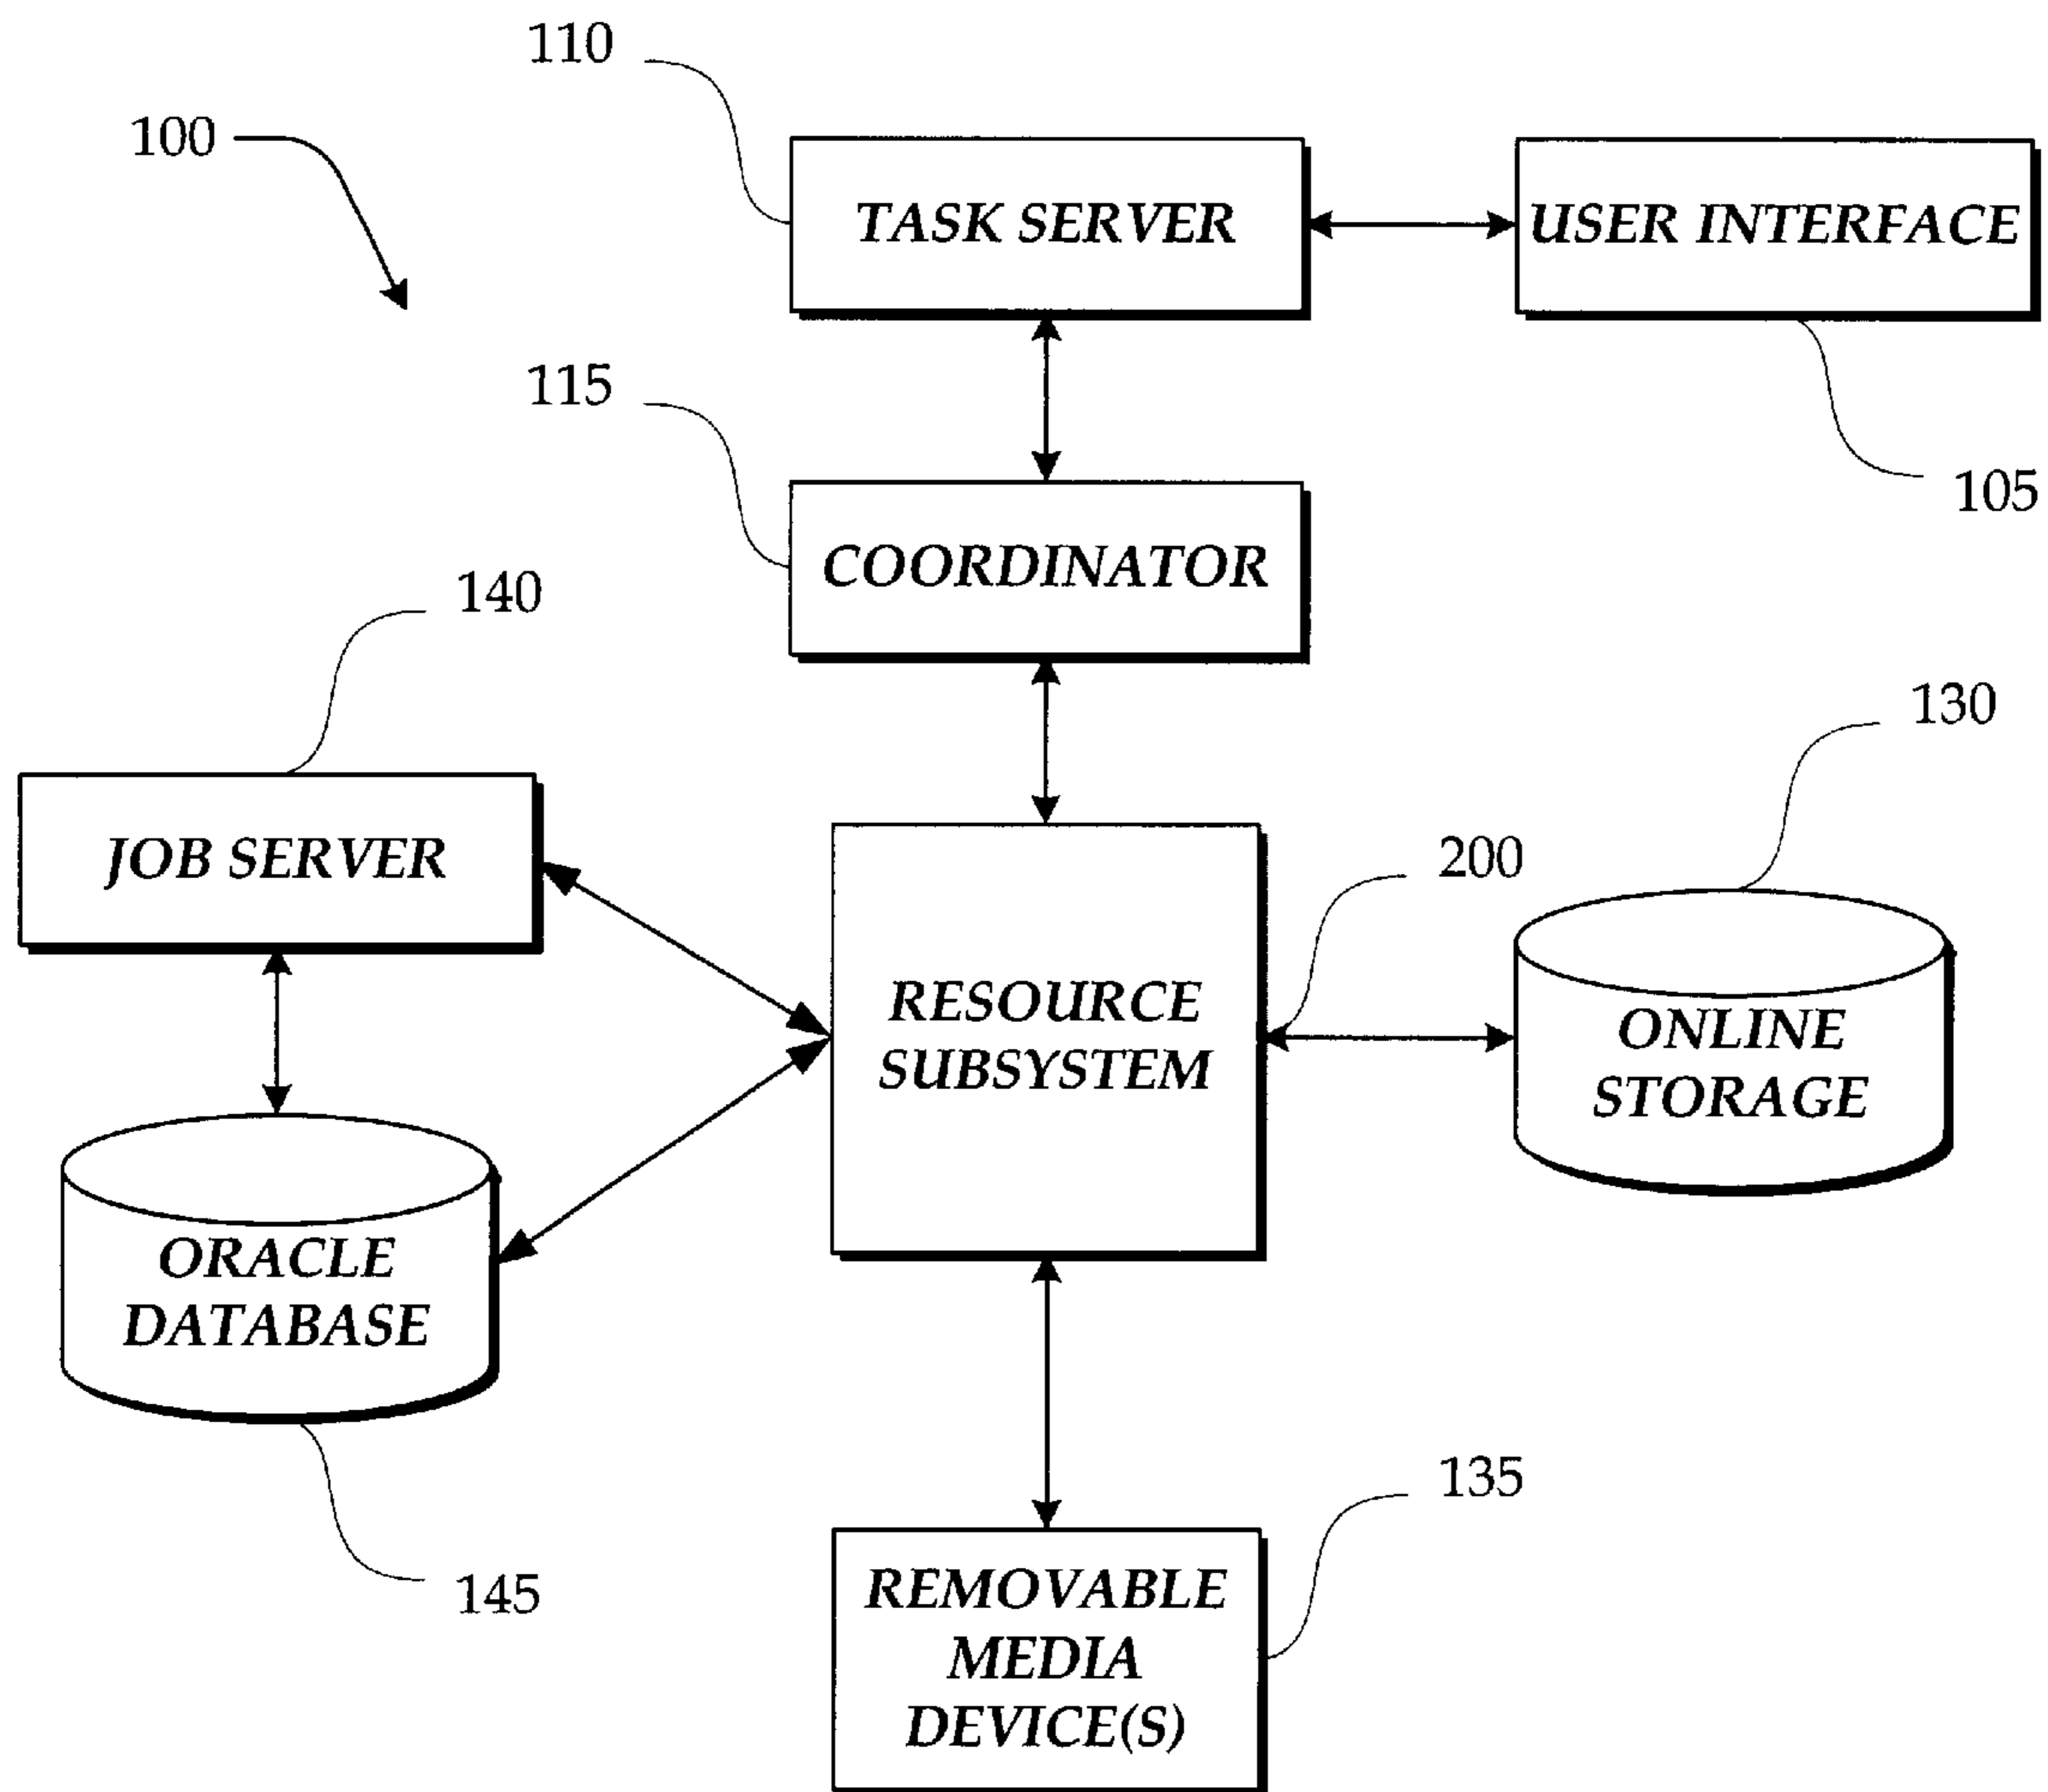 110
100
TASK SERVER
USER INTERFACE
115
105
COORDINATOR
140
130
JOB SERVER
200
RESOURCE
SUBSYSTEM
ONLINE
STORAGE
ORACLE
DATABASE
135
145
REMOVABLE
MEDIA
DEVICE(S)